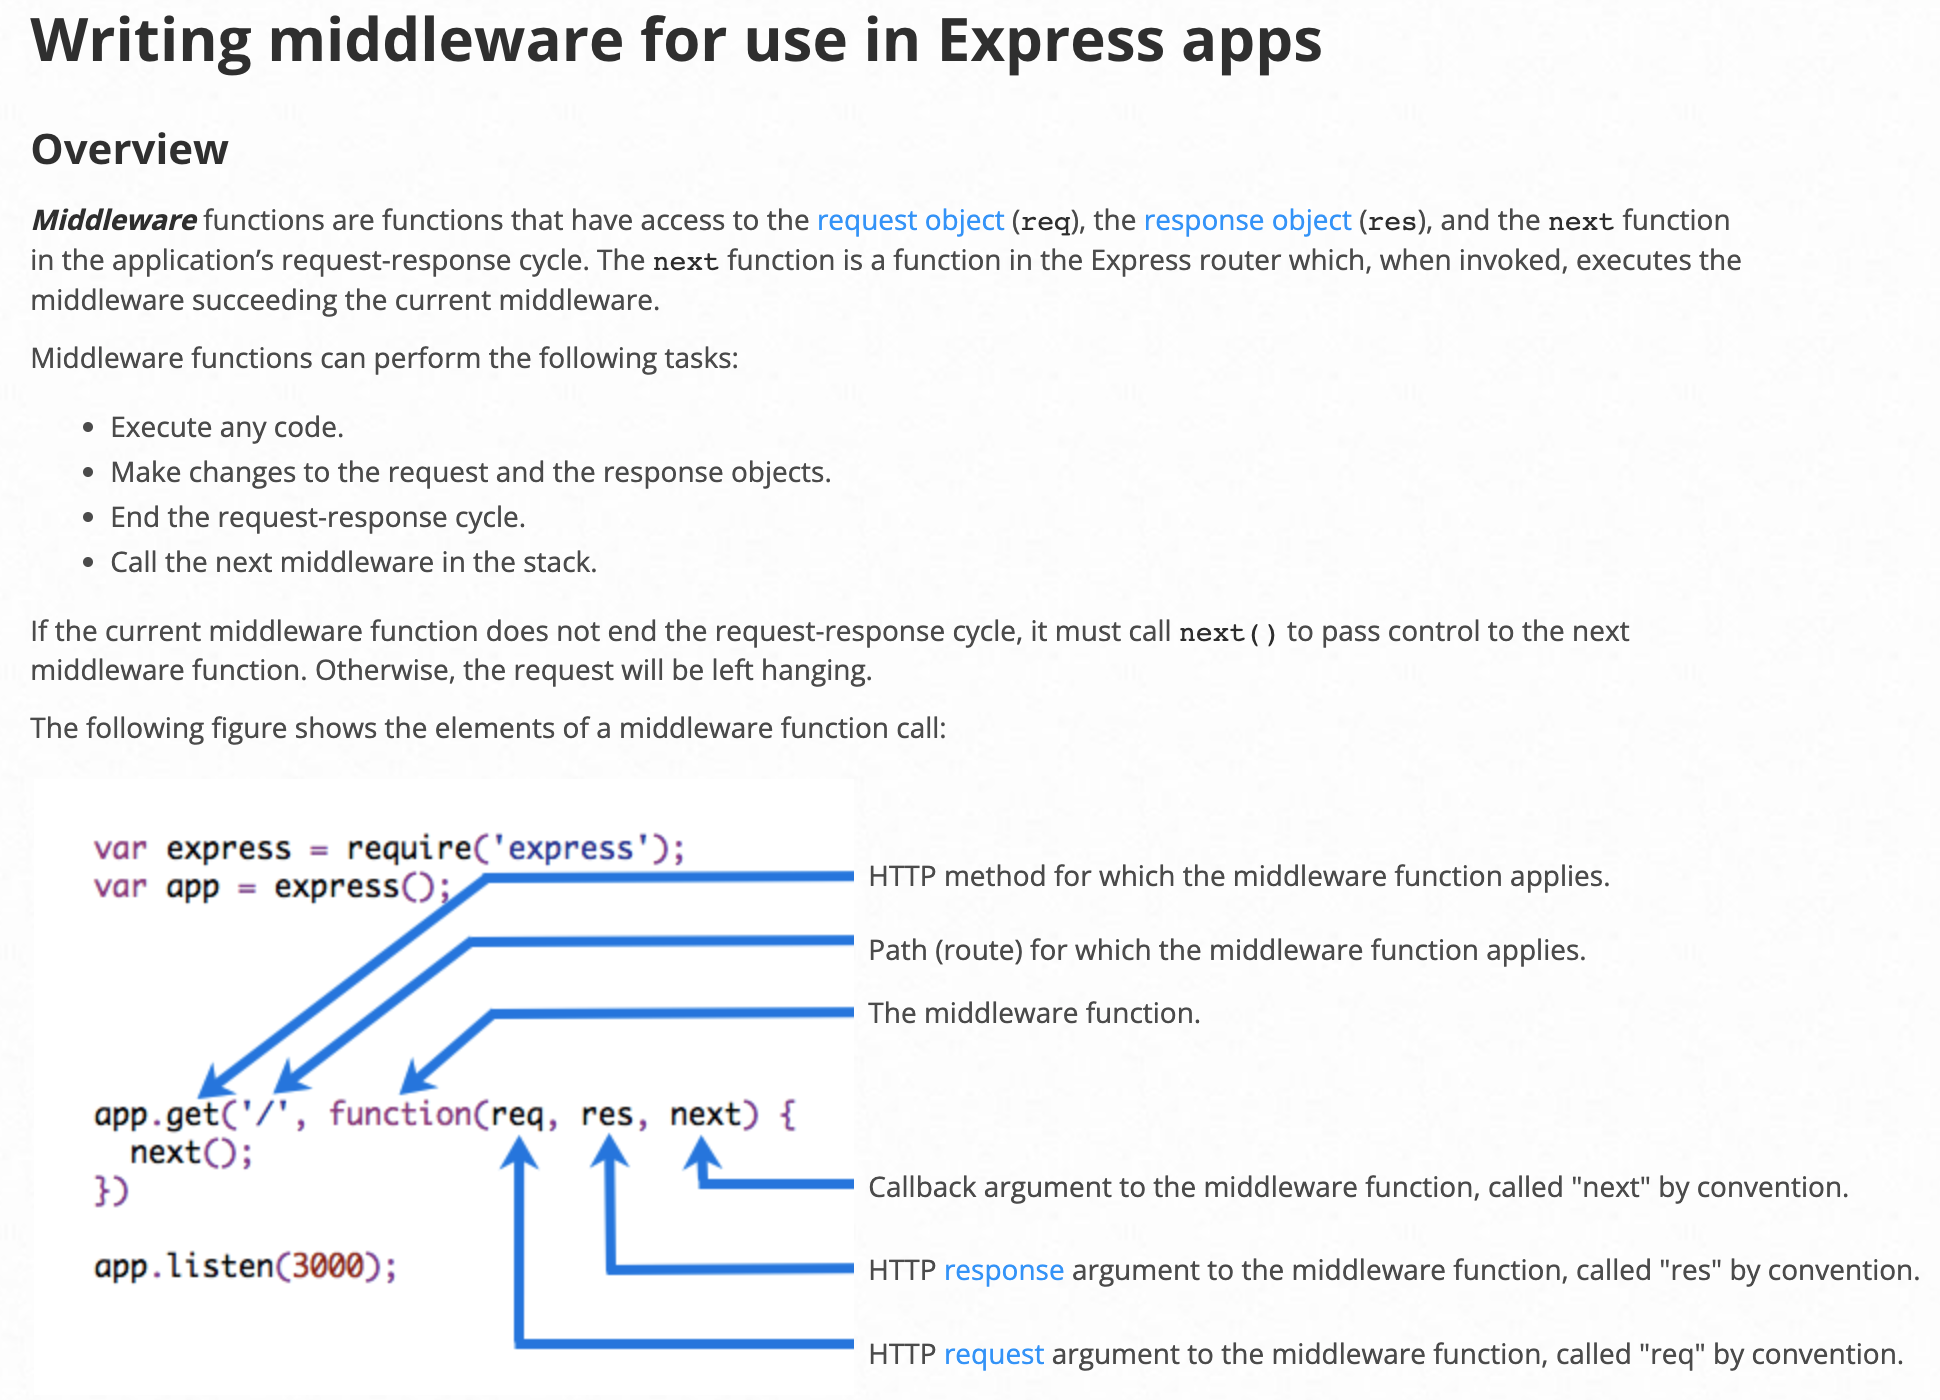 Writing middleware for use in Express apps
Overview
Middleware functions are functions that have access to the request object (req), the response object (res), and the next function
in the application’s request-response cycle. The next function is a function in the Express router which, when invoked, executes the
middleware succeeding the current middleware.
Middleware functions can perform the following tasks:
• Execute any code.
• Make changes to the request and the response objects.
• End the request-response cycle.
• Call the next middleware in the stack.
If the current middleware function does not end the request-response cycle, it must call next() to pass control to the next
middleware function. Otherwise, the request will be left hanging.
The following figure shows the elements of a middleware function call:
var express = require('express');
var app = express();
HTTP method for which the middleware function applies.
Path (route) for which the middleware function applies.
The middleware function.
app.get('/', function(req, res, next) {
next();
})
Callback argument to the middleware function, called "next" by convention.
app.listen(3000);
HTTP response argument to the middleware function, called "res" by convention.
HTTP request argument to the middleware function, called "req" by convention.